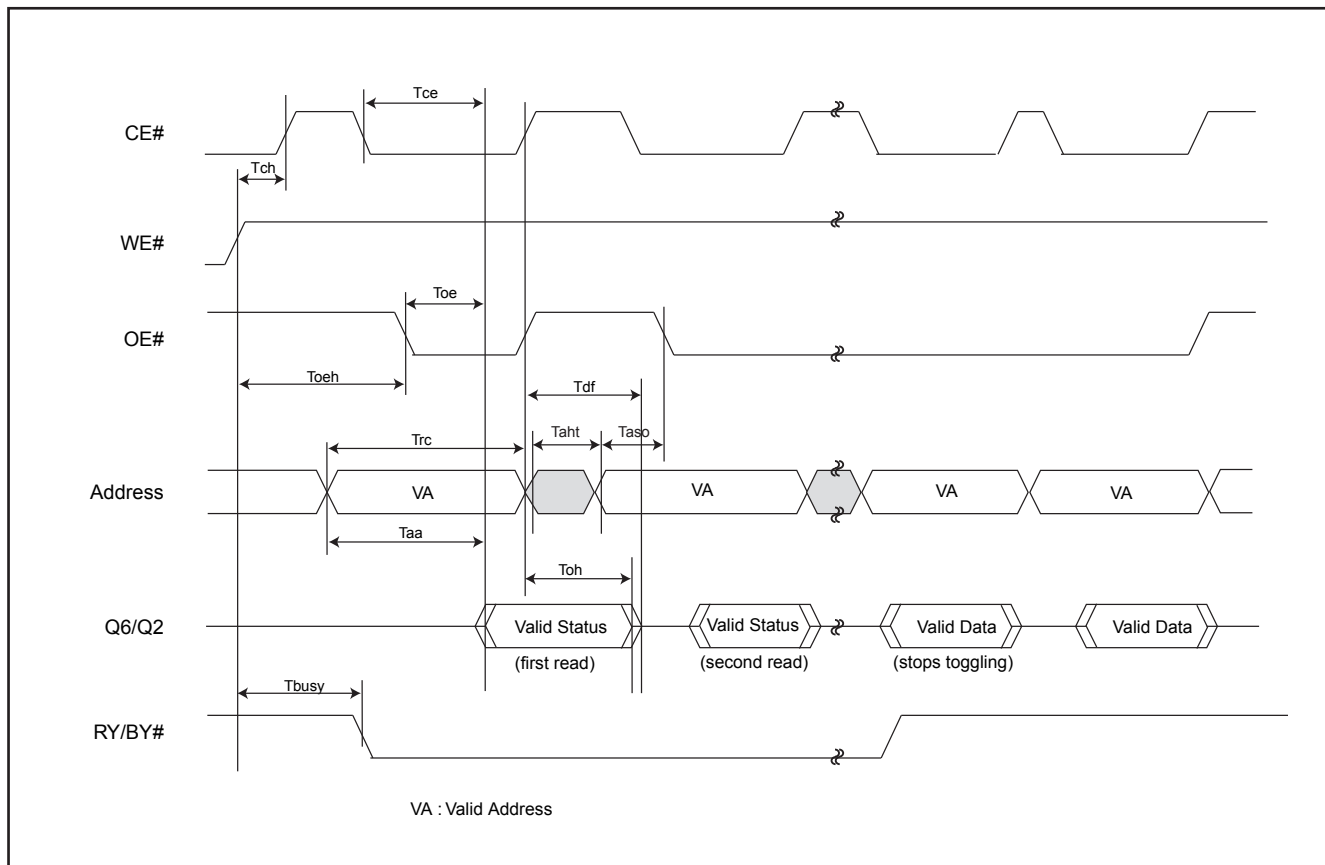 Tce
CE#
Tch
WE#
Toe
OE#
Toeh
Tdf
Trc
Taht
Taso
Address
VA
VA
VA
VA
Taa
Toh
Q6/Q2
Valid Status
Valid Status
Valid Data
Valid Data
(first read)
(second read)
(stops toggling)
Tbusy
RY/BY#
VA : Valid Address